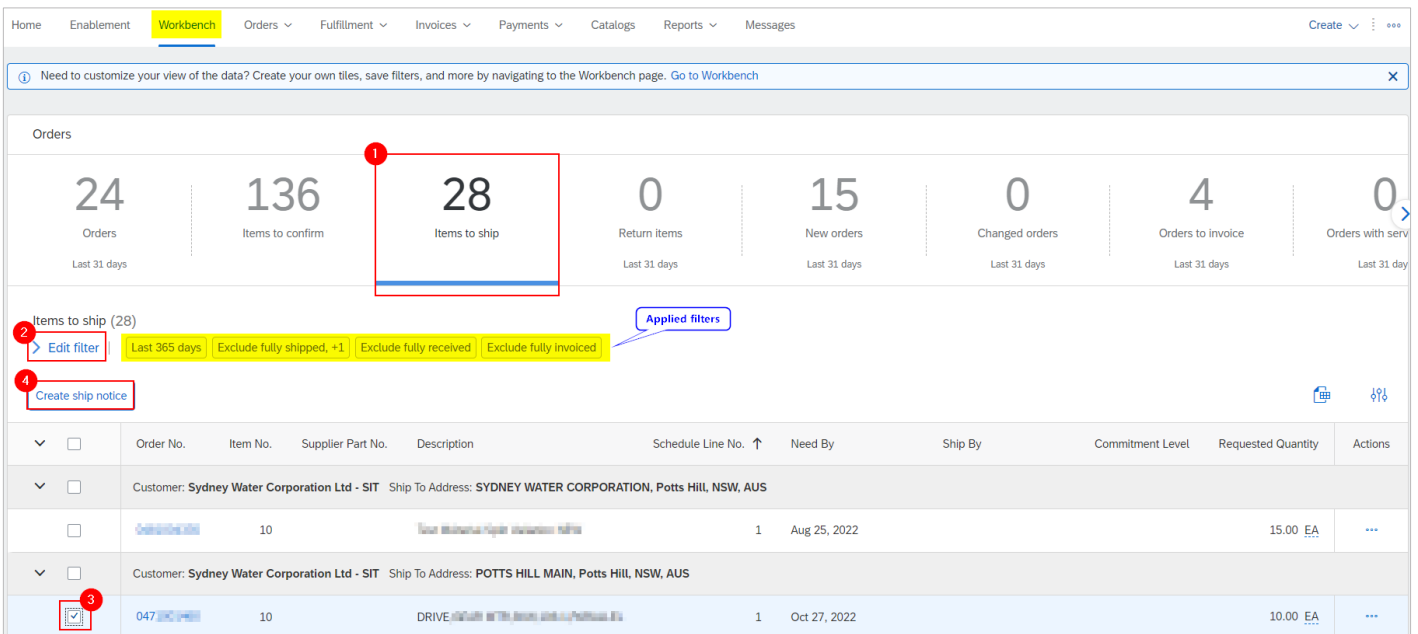 Home Enablement Workbench Orders Fulfillment Invoices Payments Catalogs Reports Messages Create
Need to customize your view of the data? Create your own tiles, save filters, and more by navigating to the Workbench page. Go to Workbench
Orders
1
24 136 28 0 15 0 4 0
Orders Items to confirm Items to ship Return items New orders Changed orders Orders to invoice Orders with serv
Last 31 days Last 31 days Last 31 days Last 31 days Last 31 days Last 31 day
Applied filters
Items to ship (28)
2
Edit filter Last 365 days Exclude fully shipped, +1 Exclude fully received Exclude fully invoiced
4
Create ship notice
Order No. Item No. Supplier Part No. Description Schedule Line No. ↑ Need By Ship By Commitment Level Requested Quantity Actions
Customer: Sydney Water Corporation Ltd - SIT Ship To Address: SYDNEY WATER CORPORATION, Potts Hill, NSW, AUS
10 1 Aug 25, 2022 15.00 EA
Customer: Sydney Water Corporation Ltd - SIT Ship To Address: POTTS HILL MAIN, Potts Hill, NSW, AUS
3
047 10 DRIVE, 1 Oct 27, 2022 10.00 EA